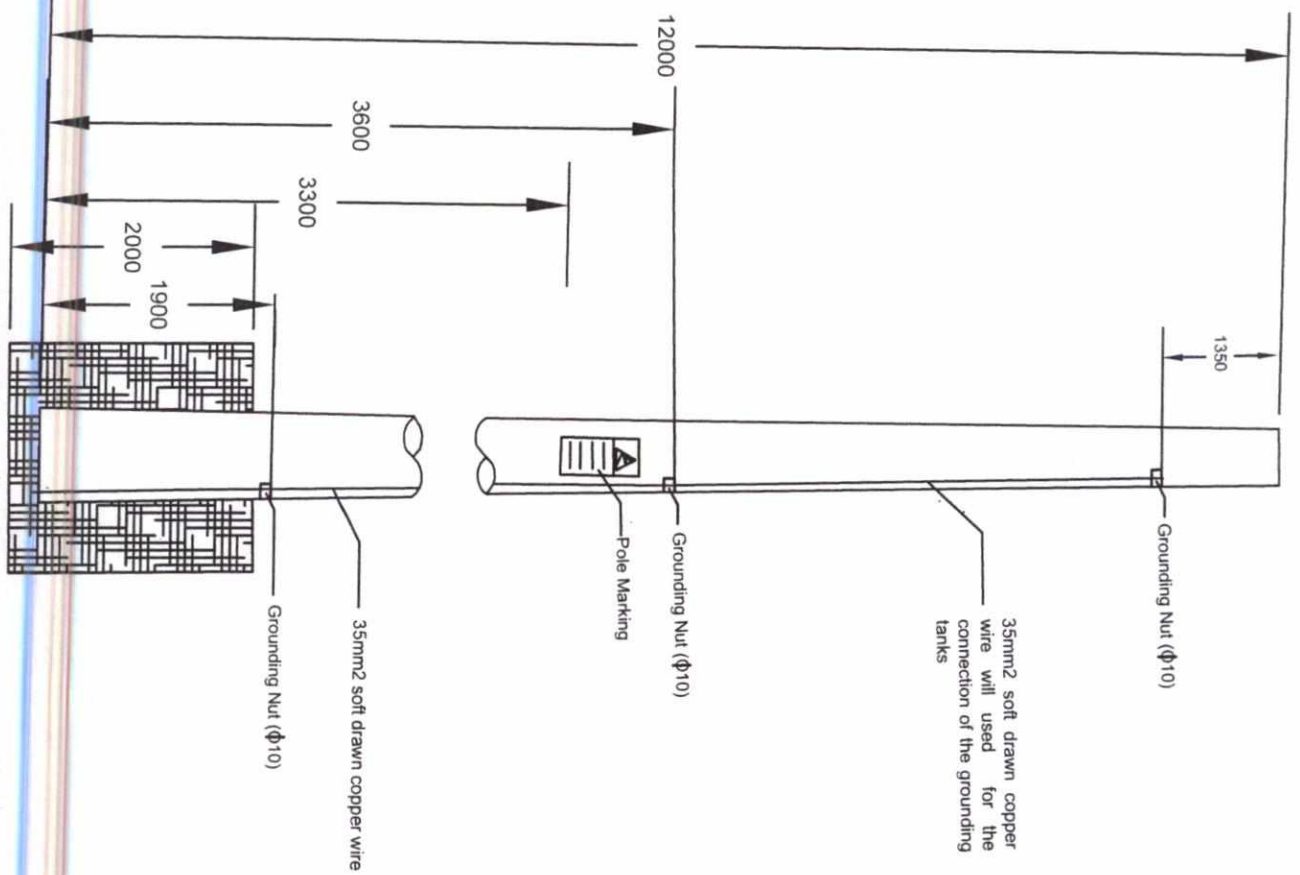 12000
3600
3300
2000
1900
1350
Grounding Nut (Φ10)
35mm2 soft drawn copper
wire will used for the
connection of the grounding
tanks
Grounding Nut (Φ10)
Pole Marking
35mm2 soft drawn copper wire
Grounding Nut (Φ10)